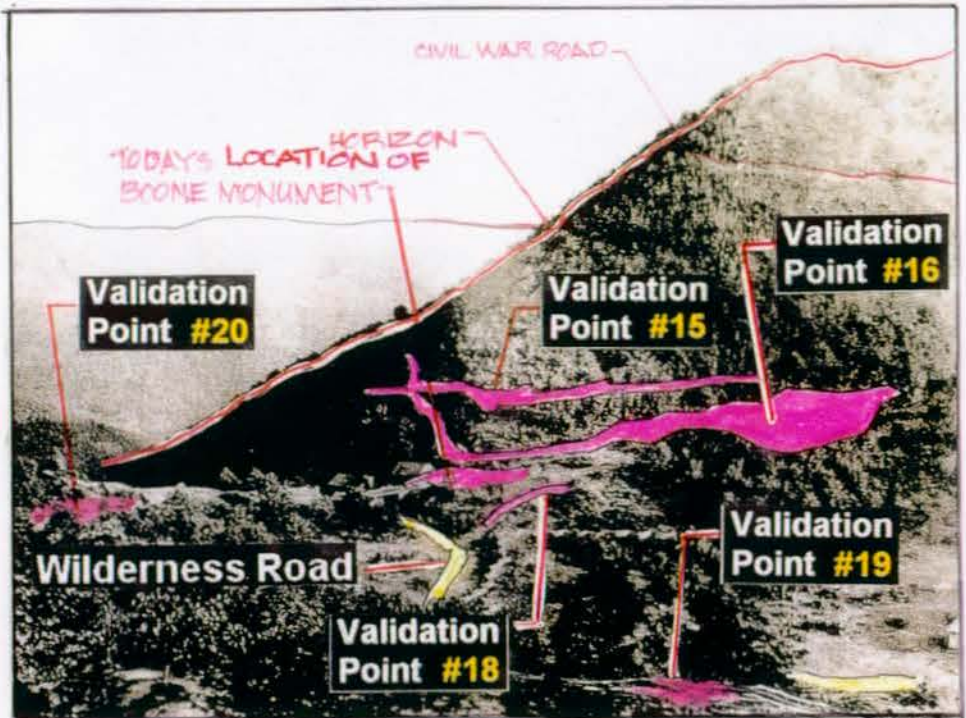 CIVIL WAR ROAD
HORIZON
TODAYS LOCATION OF
BOONE MONUMENT
Validation
Point #16
Validation
Point #20
Validation
Point #15
Validation
Point #19
Wilderness Road
Validation
Point #18